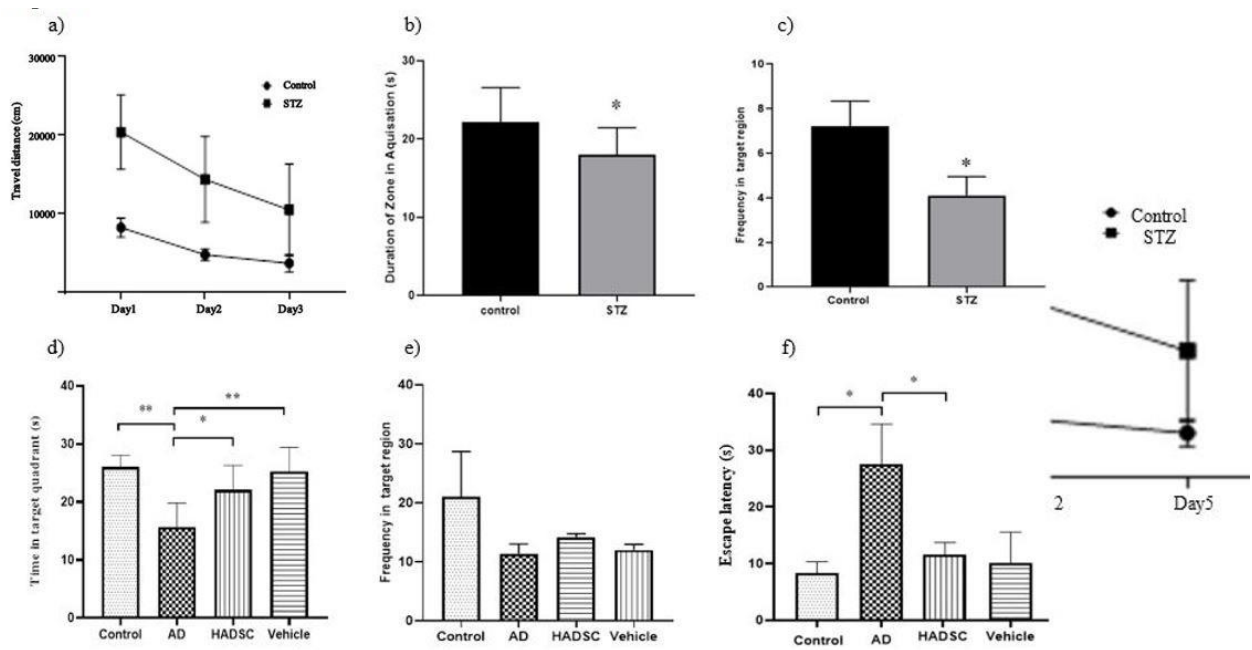 a)
30000
20000
10000
Travel distance (cm)
Control
STZ
Day1 Day2 Day3
b)
30
20
10
0
Duration of Zone in Aquisation (s)
*
control STZ
c)
10
8
6
4
2
0
Frequency in target region
*
Control STZ
Control
STZ
2 Day5
d)
40
30
20
10
0
Time in target quadrant (s)
** * **
Control AD HADSC Vehicle
e)
40
30
20
10
0
Frequency in target region
Control AD HADSC Vehicle
f)
40
30
20
10
0
Escape latency (s)
* *
Control AD HADSC Vehicle